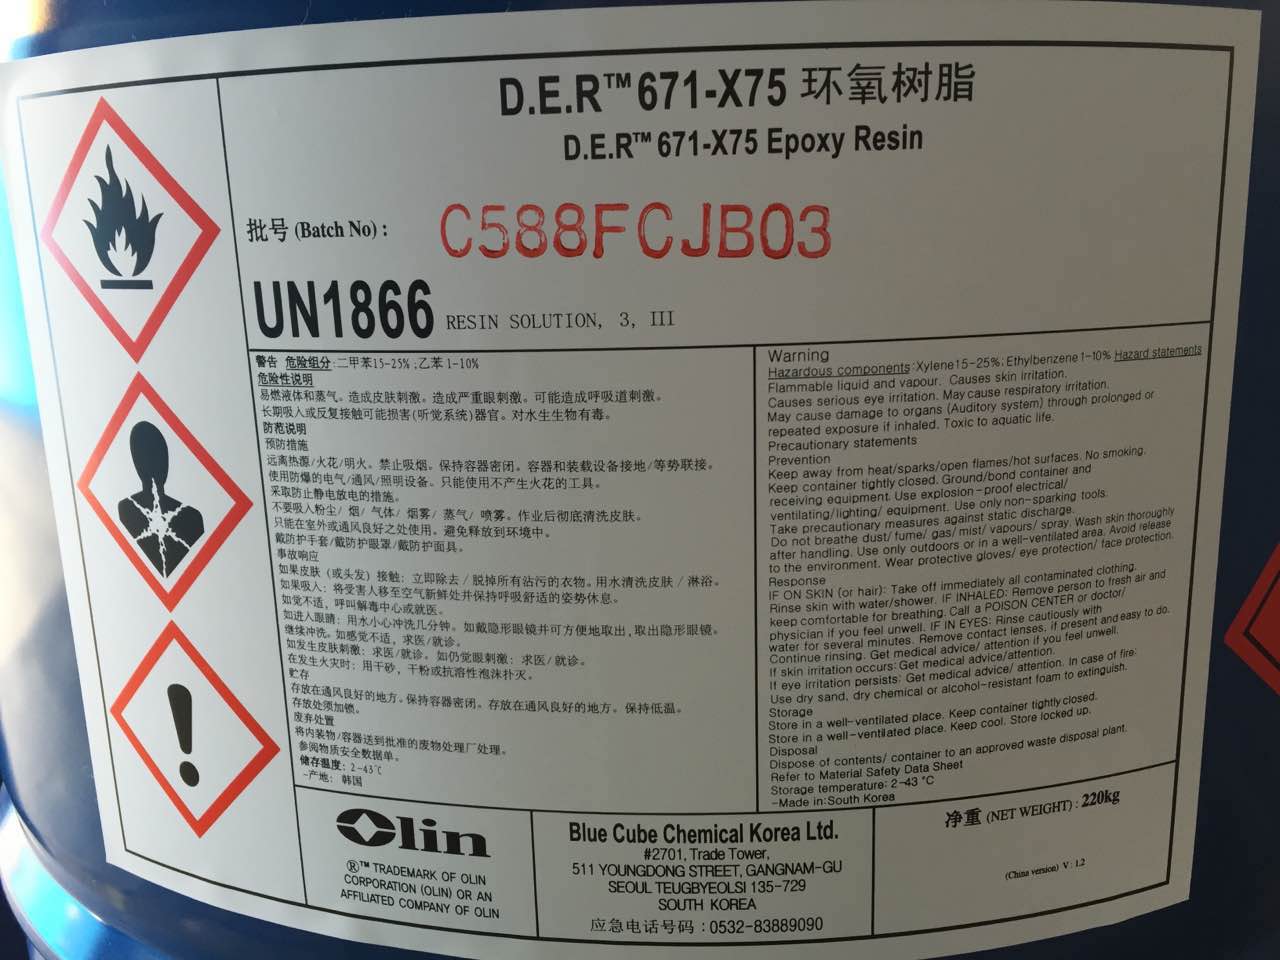 D.E.R™ 671-X75 环氧树脂
D.E.R™ 671-X75 Epoxy Resin
批号 (Batch No) : C588FCJB03
UN1866 RESIN SOLUTION, 3, III
警告 危险组分:二甲苯15-25% ;乙苯 1-10%
危险性说明
易燃液体和蒸气。造成皮肤刺激。造成严重眼刺激。可能造成呼吸道刺激。
长期吸入或反复接触可能损害(听觉系统)器官。对水生生物有毒。
防范说明
预防措施
远离热源/火花/明火。禁止吸烟。保持容器密闭。容器和装载设备接地/等势联接。
使用防爆的电气/通风/照明设备。只能使用不产生火花的工具。
采取防止静电放电的措施。
不要吸入粉尘/ 烟/ 气体/ 烟雾/ 蒸气/ 喷雾。作业后彻底清洗皮肤。
只能在室外或通风良好之处使用。避免释放到环境中。
戴防护手套/戴防护眼罩/戴防护面具。
事故响应
如果皮肤（或头发）接触：立即除去 / 脱掉所有沾污的衣物。用水清洗皮肤 / 淋浴。
如果吸入：将受害人移至空气新鲜处并保持呼吸舒适的姿势休息。
如觉不适，呼叫解毒中心或就医。
如进入眼睛：用水小心冲洗几分钟。如戴隐形眼镜并可方便地取出,取出隐形眼镜。
继续冲洗。如感觉不适，求医/就诊。
如发生皮肤刺激：求医/就诊。如仍觉眼刺激：求医/就诊。
在发生火灾时：用干砂，干粉或抗溶性泡沫扑灭。
贮存
存放在通风良好的地方。保持容器密闭。存放在通风良好的地方。保持低温。
存放处须加锁。
废弃处置
将内装物/容器送到批准的废物处理厂处理。
参阅物质安全数据单。
储存温度: 2-43℃
-产地: 韩国
Warning
Hazardous components:Xylene15-25%; Ethylbenzene 1-10% Hazard statements
Flammable liquid and vapour. Causes skin irritation.
Causes serious eye irritation. May cause respiratory irritation.
May cause damage to organs (Auditory system) through prolonged or
repeated exposure if inhaled. Toxic to aquatic life.
Precautionary statements
Prevention
Keep away from heat/sparks/open flames/hot surfaces. No smoking.
Keep container tightly closed. Ground/bond container and
receiving equipment. Use explosion-proof electrical/
ventilating/lighting/ equipment. Use only non-sparking tools.
Take precautionary measures against static discharge.
Do not breathe dust/ fume/ gas/ mist/ vapours/ spray. Wash skin thoroughly
after handling. Use only outdoors or in a well-ventilated area. Avoid release
to the environment. Wear protective gloves/ eye protection/ face protection.
Response
IF ON SKIN (or hair): Take off immediately all contaminated clothing.
Rinse skin with water/shower. IF INHALED: Remove person to fresh air and
keep comfortable for breathing. Call a POISON CENTER or doctor/
physician if you feel unwell. IF IN EYES: Rinse cautiously with
water for several minutes. Remove contact lenses, if present and easy to do.
Continue rinsing. Get medical advice/ attention if you feel unwell.
If skin irritation occurs: Get medical advice/attention.
If eye irritation persists: Get medical advice/ attention. In case of fire:
Use dry sand, dry chemical or alcohol-resistant foam to extinguish.
Storage
Store in a well-ventilated place. Keep container tightly closed.
Store in a well-ventilated place. Keep cool. Store locked up.
Disposal
Dispose of contents/ container to an approved waste disposal plant.
Refer to Material Safety Data Sheet
Storage temperature: 2-43 °C
-Made in:South Korea
Olin
®™ TRADEMARK OF OLIN
CORPORATION (OLIN) OR AN
AFFILIATED COMPANY OF OLIN
Blue Cube Chemical Korea Ltd.
#2701, Trade Tower,
511 YOUNGDONG STREET, GANGNAM-GU
SEOUL TEUGBYEOLSI 135-729
SOUTH KOREA
应急电话号码 : 0532-83889090
净重 (NET WEIGHT) : 220kg
(China version) V : 1.2